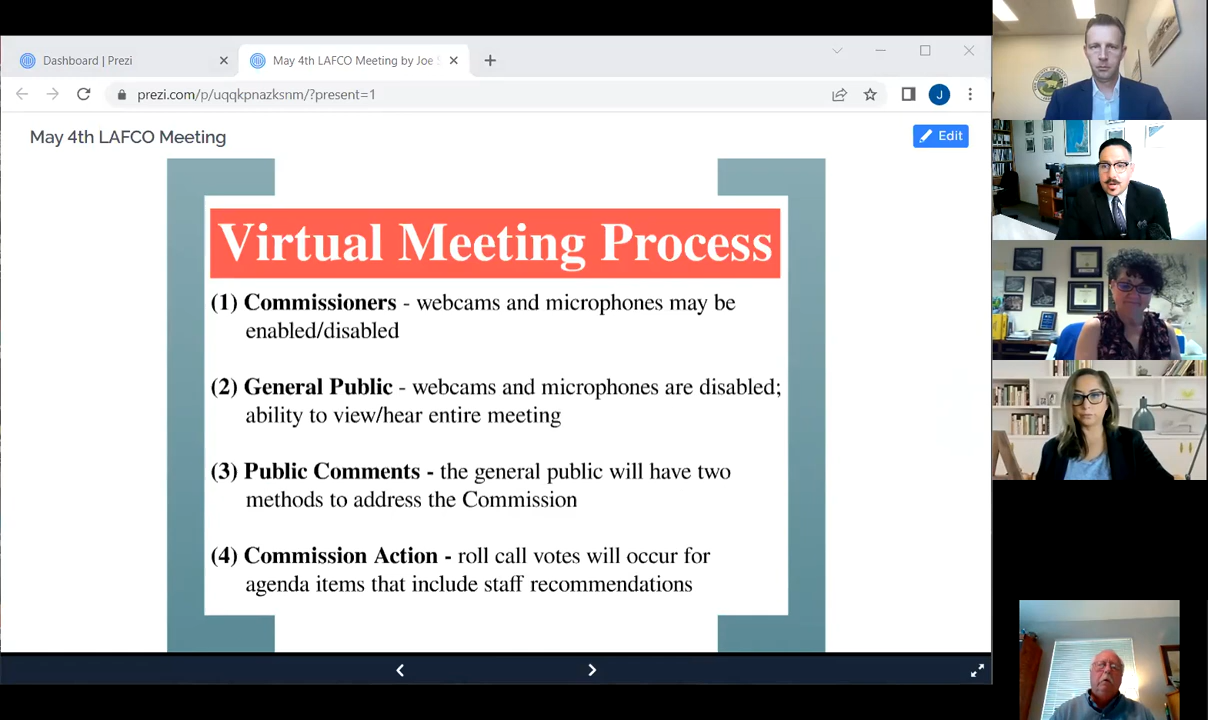 Dashboard | Prezi
May 4th LAFCO Meeting by Joe S
prezi.com/p/uqqkpnazksnm/?present=1
J
May 4th LAFCO Meeting
Edit
Virtual Meeting Process
(1) Commissioners - webcams and microphones may be
enabled/disabled
(2) General Public - webcams and microphones are disabled;
ability to view/hear entire meeting
(3) Public Comments - the general public will have two
methods to address the Commission
(4) Commission Action - roll call votes will occur for
agenda items that include staff recommendations